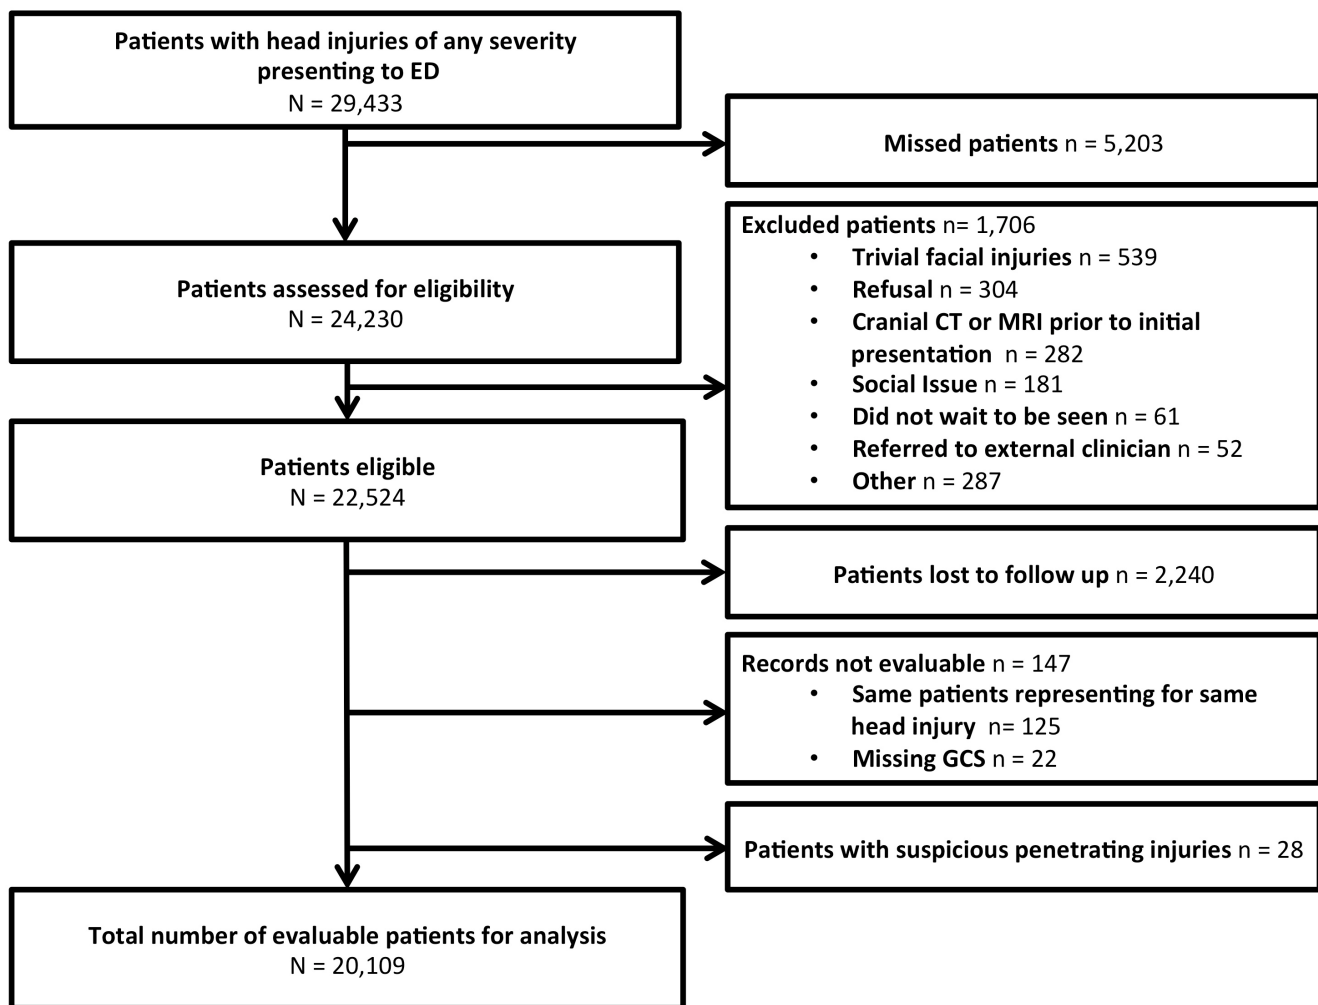 Patients with head injuries of any severity
presenting to ED
N = 29,433
Missed patients n = 5,203
Patients assessed for eligibility
N = 24,230
Excluded patients n= 1,706
• Trivial facial injuries n = 539
• Refusal n = 304
• Cranial CT or MRI prior to initial
presentation n = 282
• Social Issue n = 181
• Did not wait to be seen n = 61
• Referred to external clinician n = 52
• Other n = 287
Patients eligible
N = 22,524
Patients lost to follow up n = 2,240
Records not evaluable n = 147
• Same patients representing for same
head injury n= 125
• Missing GCS n = 22
Patients with suspicious penetrating injuries n = 28
Total number of evaluable patients for analysis
N = 20,109